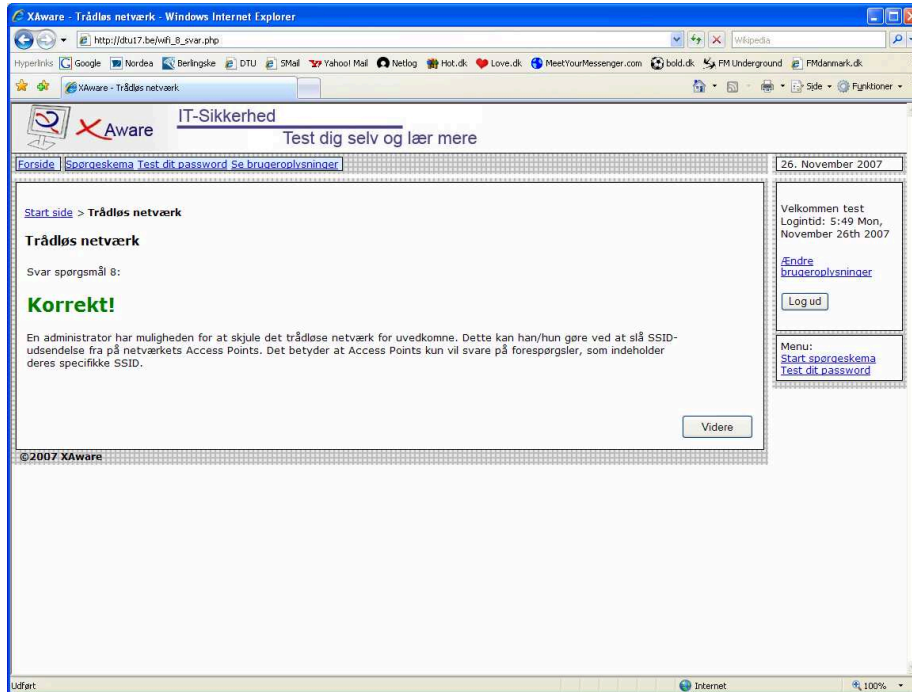 XAware - Trådløs netværk - Windows Internet Explorer
http://dtu17.be/wifi_8_svar.php
Wikipedia
Hyperlinks Google Nordea Berlingske DTU SMail Yahoo! Mail Netlog Hot.dk Love.dk MeetYourMessenger.com bold.dk FM Underground FMdanmark.dk
XAware - Trådløs netværk
Side Funktioner
XAware
IT-Sikkerhed
Test dig selv og lær mere
Forside Spørgeskema Test dit password Se brugeroplysninger
26. November 2007
Start side > Trådløs netværk
Trådløs netværk
Svar spørgsmål 8:
Korrekt!
En administrator har muligheden for at skjule det trådløse netværk for uvedkomne. Dette kan han/hun gøre ved at slå SSID-
udsendelse fra på netværkets Access Points. Det betyder at Access Points kun vil svare på forespørgsler, som indeholder
deres specifikke SSID.
Videre
Velkommen test
Logintid: 5:49 Mon,
November 26th 2007
Ændre
brugeroplysninger
Log ud
Menu:
Start spørgeskema
Test dit password
©2007 XAware
Udført
Internet
100%